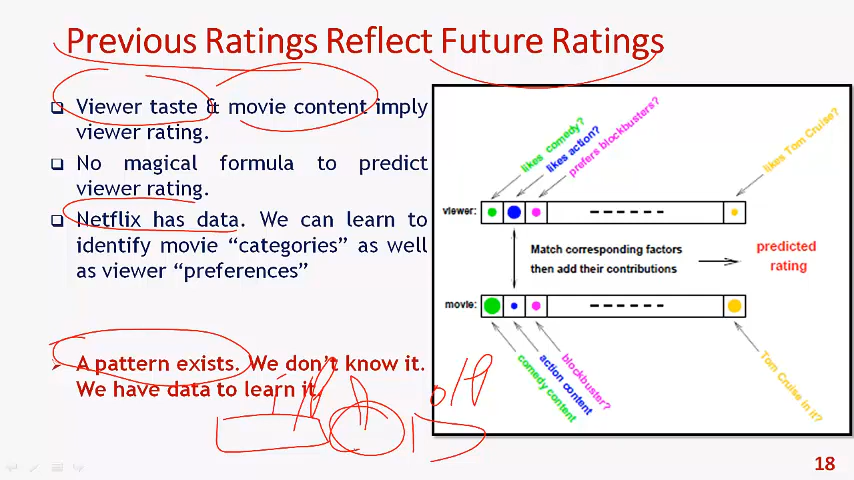 Previous Ratings Reflect Future Ratings
Viewer taste & movie content imply
viewer rating.
No magical formula to predict
viewer rating.
Netflix has data. We can learn to
identify movie “categories” as well
as viewer “preferences”
A pattern exists. We don’t know it.
We have data to learn it.
likes comedy?
likes action?
prefers blockbusters?
likes Tom Cruise?
viewer:
Match corresponding factors
then add their contributions
predicted
rating
movie:
comedy content
action content
blockbuster?
Tom Cruise in it?
o/p
18